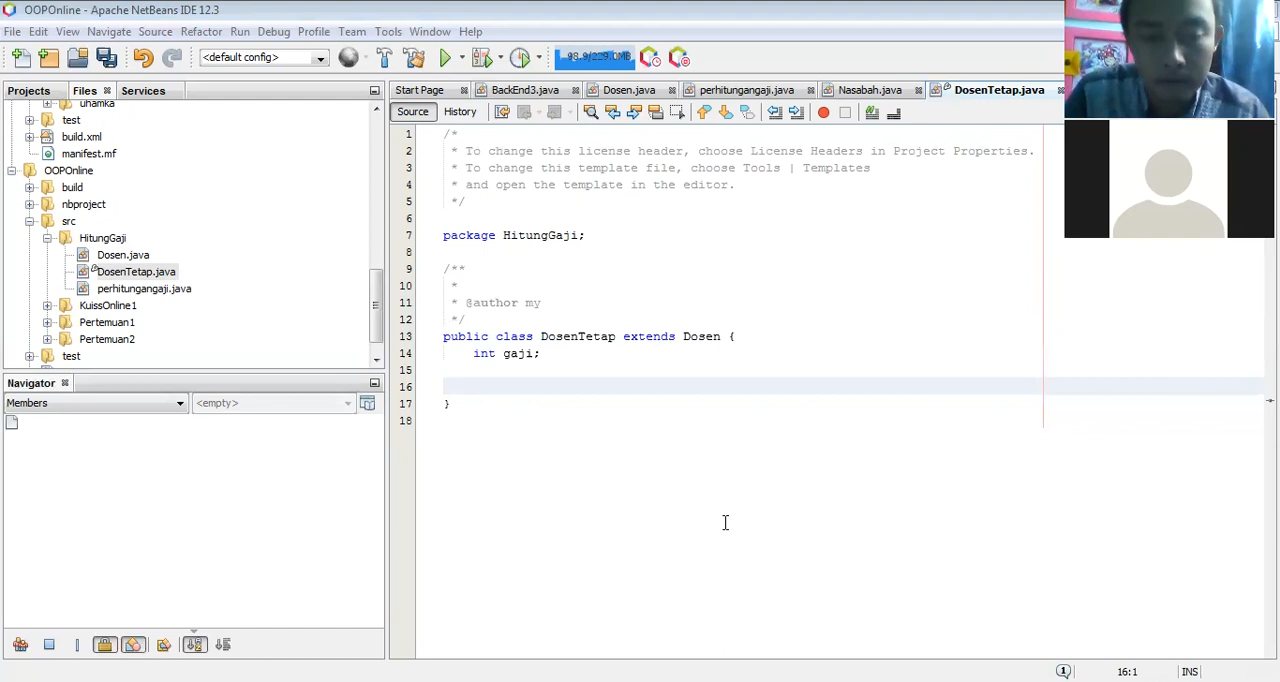 OOPOnline - Apache NetBeans IDE 12.3
File Edit View Navigate Source Refactor Run Debug Profile Team Tools Window Help
<default config>
98.9/229.0MB
Projects Files Services
Start Page BackEnd3.java Dosen.java perhitungangaji.java Nasabah.java DosenTetap.java
Source History
uhamka
test
build.xml
manifest.mf
OOPOnline
build
nbproject
src
HitungGaji
Dosen.java
DosenTetap.java
perhitungangaji.java
KuissOnline1
Pertemuan1
Pertemuan2
test
Navigator
Members <empty>
1 /*
2 * To change this license header, choose License Headers in Project Properties.
3 * To change this template file, choose Tools | Templates
4 * and open the template in the editor.
5 */
6
7 package HitungGaji;
8
9 /**
10 *
11 * @author my
12 */
13 public class DosenTetap extends Dosen {
14 int gaji;
15
16
17 }
18
1 16:1 INS